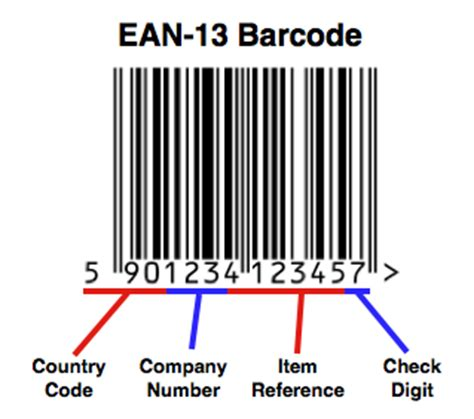 EAN-13 Barcode
5 901234 123457 >
Country Code
Company Number
Item Reference
Check Digit